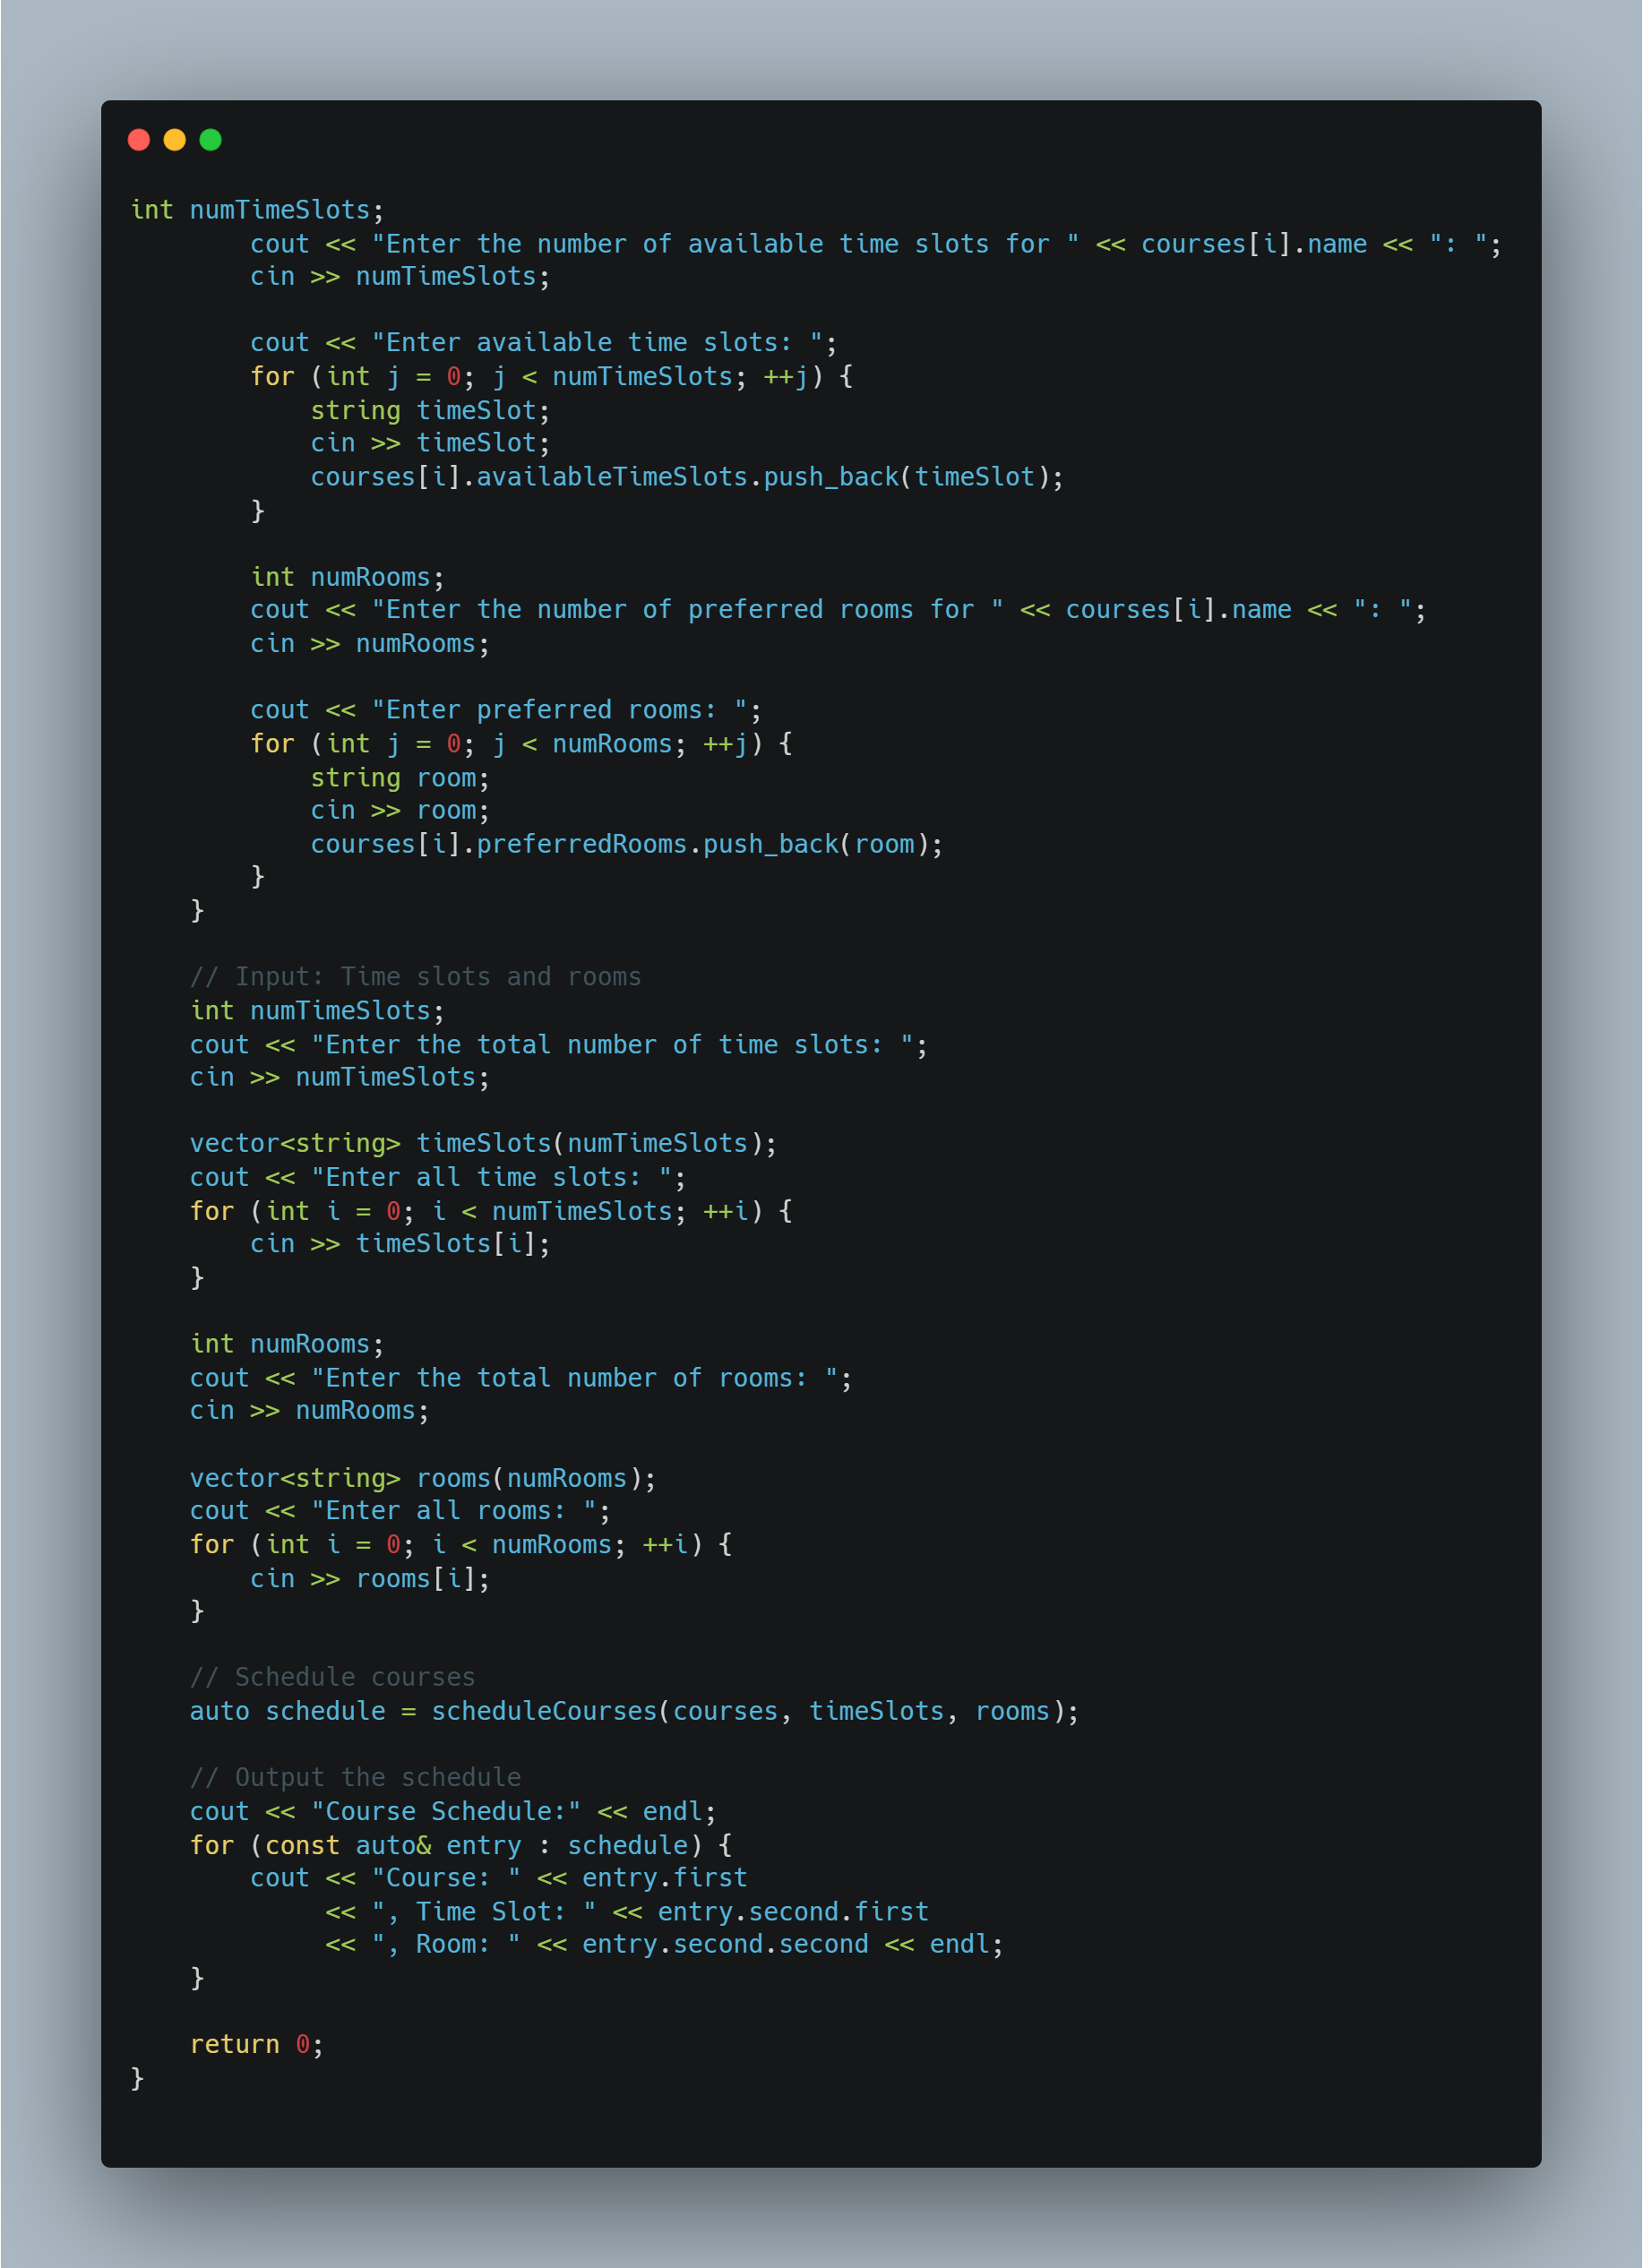 int numTimeSlots;
        cout << "Enter the number of available time slots for " << courses[i].name << ": ";
        cin >> numTimeSlots;

        cout << "Enter available time slots: ";
        for (int j = 0; j < numTimeSlots; ++j) {
            string timeSlot;
            cin >> timeSlot;
            courses[i].availableTimeSlots.push_back(timeSlot);
        }

        int numRooms;
        cout << "Enter the number of preferred rooms for " << courses[i].name << ": ";
        cin >> numRooms;

        cout << "Enter preferred rooms: ";
        for (int j = 0; j < numRooms; ++j) {
            string room;
            cin >> room;
            courses[i].preferredRooms.push_back(room);
        }
    }

    // Input: Time slots and rooms
    int numTimeSlots;
    cout << "Enter the total number of time slots: ";
    cin >> numTimeSlots;

    vector<string> timeSlots(numTimeSlots);
    cout << "Enter all time slots: ";
    for (int i = 0; i < numTimeSlots; ++i) {
        cin >> timeSlots[i];
    }

    int numRooms;
    cout << "Enter the total number of rooms: ";
    cin >> numRooms;

    vector<string> rooms(numRooms);
    cout << "Enter all rooms: ";
    for (int i = 0; i < numRooms; ++i) {
        cin >> rooms[i];
    }

    // Schedule courses
    auto schedule = scheduleCourses(courses, timeSlots, rooms);

    // Output the schedule
    cout << "Course Schedule:" << endl;
    for (const auto& entry : schedule) {
        cout << "Course: " << entry.first
             << ", Time Slot: " << entry.second.first
             << ", Room: " << entry.second.second << endl;
    }

    return 0;
}